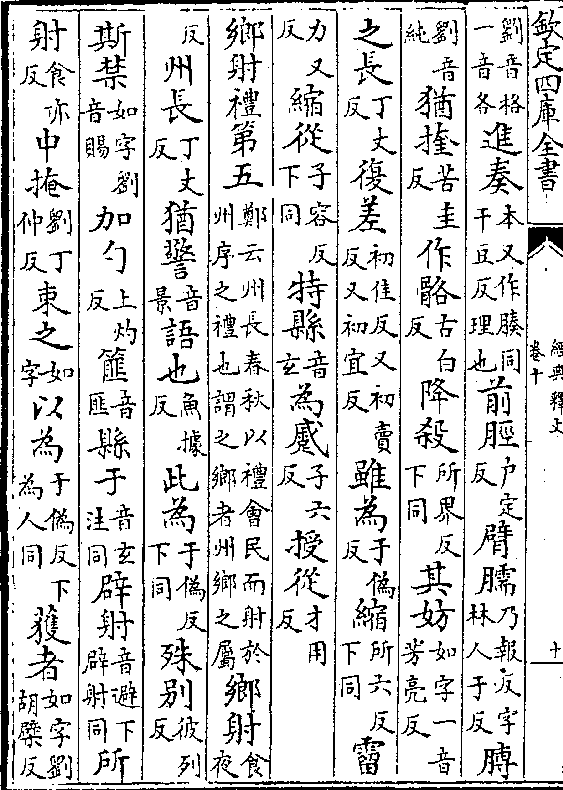 欽定四庫全書
經典釋文
卷十
十
劉音格一音各進奏本又作腠同千豆反理也前脛户定反臂臑乃報反字林人于反膊
劉音純猶㧻苦圭反作骼古白反降殺所界反下同其妨如字一音芳亮反
之長丁丈反復差初佳反又初賣反又初宜反雖為于偽反縮所六反下同霤
力又反縮從子容反下同特縣音玄為慼子六反授從才用反
鄉射禮第五鄭云州長春秋以禮會民而射於州序之禮也謂之鄉者州鄉之屬鄉射食夜
反州長丁丈反猶警音景語也魚據反此為于偽反下同殊別彼列反
斯禁如字劉音賜加勺上灼反篚音匪縣于音玄注同辟射音避下辟射同所
射食亦反中掩劉丁仲反束之如字以為于偽反下為人同獲者如字劉胡檗反